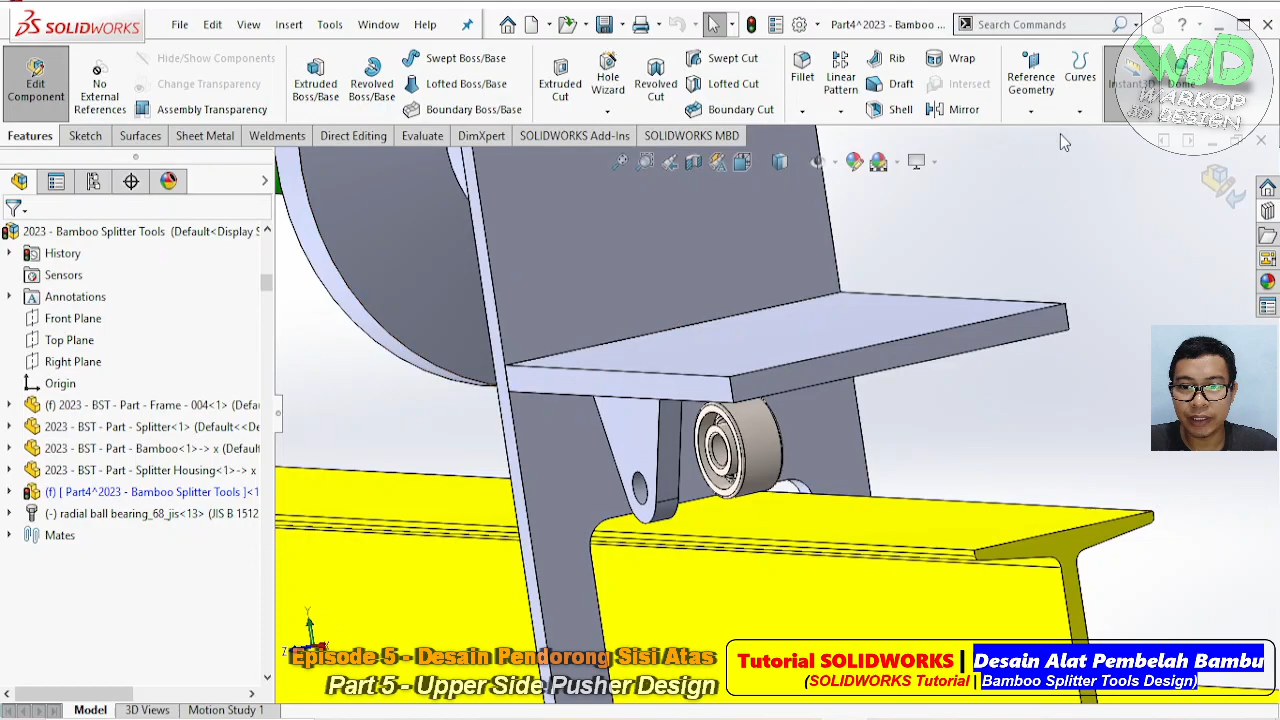 SOLIDWORKS
File Edit View Insert Tools Window Help
Part4^2023 - Bamboo ...
Search Commands
Edit Component
No External References
Hide/Show Components
Change Transparency
Assembly Transparency
Extruded Boss/Base
Revolved Boss/Base
Swept Boss/Base
Lofted Boss/Base
Boundary Boss/Base
Extruded Cut
Hole Wizard
Revolved Cut
Swept Cut
Lofted Cut
Boundary Cut
Fillet
Linear Pattern
Rib
Draft
Shell
Wrap
Intersect
Mirror
Reference Geometry
Curves
Instant3D
Dome
WARKOP
3D DESIGN
Features Sketch Surfaces Sheet Metal Weldments Direct Editing Evaluate DimXpert SOLIDWORKS Add-Ins SOLIDWORKS MBD
2023 - Bamboo Splitter Tools (Default<Display S
History
Sensors
Annotations
Front Plane
Top Plane
Right Plane
Origin
(f) 2023 - BST - Part - Frame - 004<1> (Defau
2023 - BST - Part - Splitter<1> (Default<<De
2023 - BST - Part - Bamboo<1>-> x (Default
2023 - BST - Part - Splitter Housing<1>-> x
(f) [ Part4^2023 - Bamboo Splitter Tools ]<1
(-) radial ball bearing_68_jis<13> (JIS B 1512
Mates
Y
Z
Episode 5 - Desain Pendorong Sisi Atas
Part 5 - Upper Side Pusher Design
Tutorial SOLIDWORKS | Desain Alat Pembelah Bambu
(SOLIDWORKS Tutorial | Bamboo Splitter Tools Design)
Model 3D Views Motion Study 1